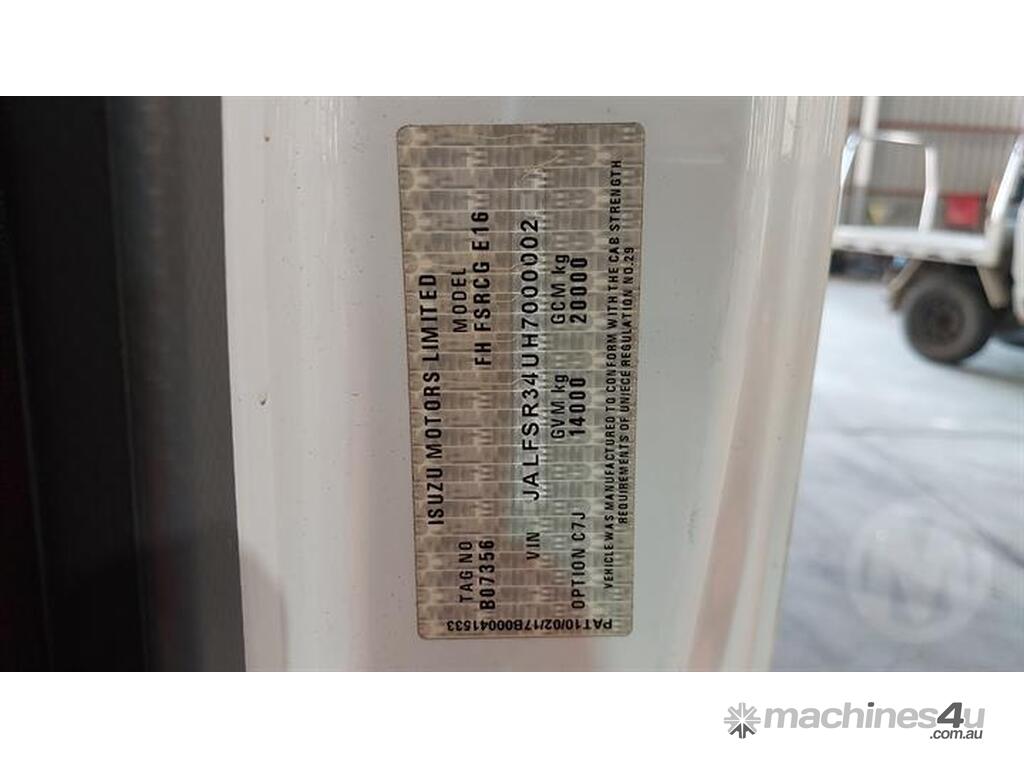 ISUZU MOTORS LIMITED
TAG NO MODEL
B07356 FH FSRCG E16
VIN JALFSR34UH7000002
GVM kg GCM kg
OPTION C7J 14000 20000
VEHICLE WAS MANUFACTURED TO CONFORM WITH THE CAB STRENGTH
REQUIREMENTS OF UNIECE REGULATION NO.29
PAT10/02/17B00041533
machines4u
.com.au